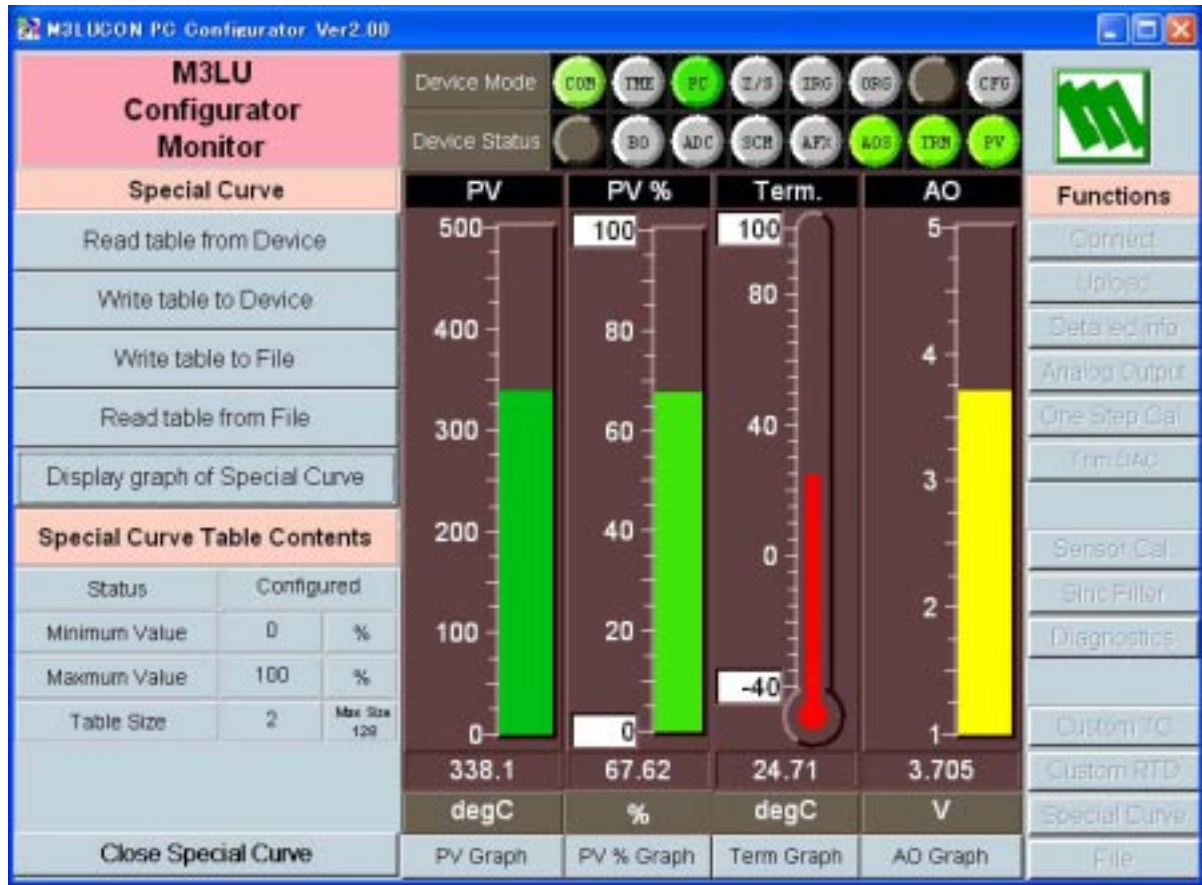 M3LUCON PC Configurator Ver2.00
M3LU
Configurator
Monitor
Device Mode COM TME PC Z/S IRG ORG CFG
Device Status BO ADC SCM AFX AOS TRM PV
Special Curve
Read table from Device
Write table to Device
Write table to File
Read table from File
Display graph of Special Curve
Special Curve Table Contents
Status Configured
Minimum Value 0 %
Maxmum Value 100 %
Table Size 2 Max Size 128
Close Special Curve
PV
500
400
300
200
100
0
338.1
degC
PV Graph
PV %
100
80
60
40
20
0
67.62
%
PV % Graph
Term.
100
80
40
0
-40
24.71
degC
Term Graph
AO
5
4
3
2
1
3.705
V
AO Graph
Functions
Connect
Upload
Detailed info
Analog Output
One Step Cal
Trim DAC
Sensor Cal.
Sinc Filter
Diagnostics
Custom TC
Custom RTD
Special Curve
File